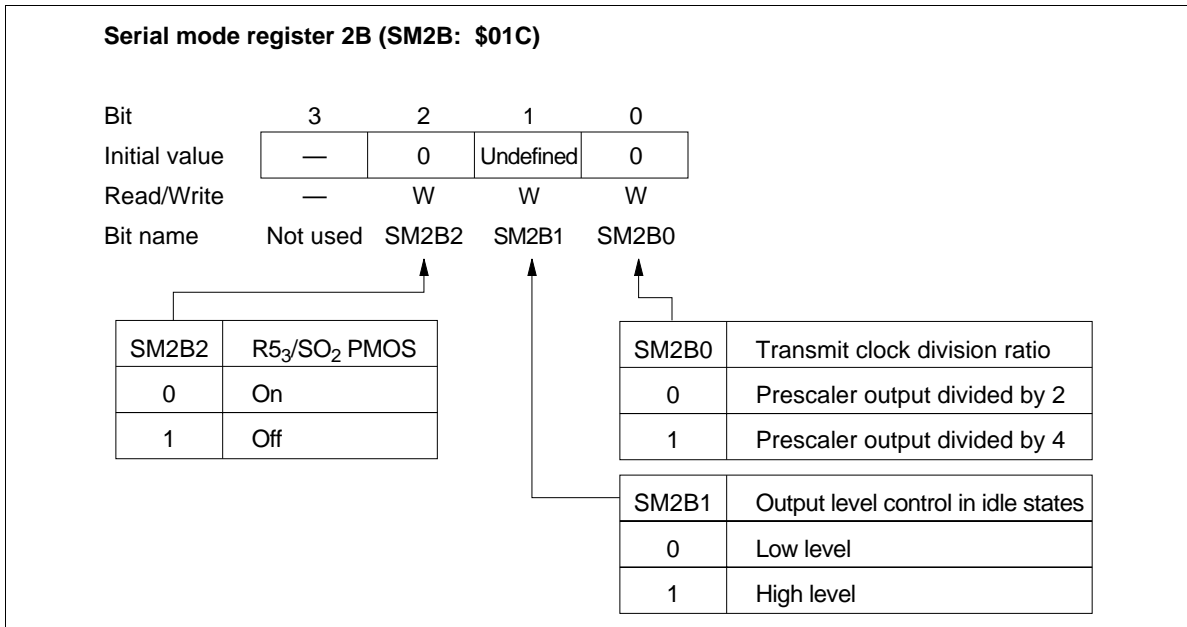 Serial mode register 2B (SM2B: $01C)
Bit 3 2 1 0
Initial value — 0 Undefined 0
Read/Write — W W W
Bit name Not used SM2B2 SM2B1 SM2B0
SM2B2 R5₃/SO₂ PMOS
0 On
1 Off
SM2B0 Transmit clock division ratio
0 Prescaler output divided by 2
1 Prescaler output divided by 4
SM2B1 Output level control in idle states
0 Low level
1 High level